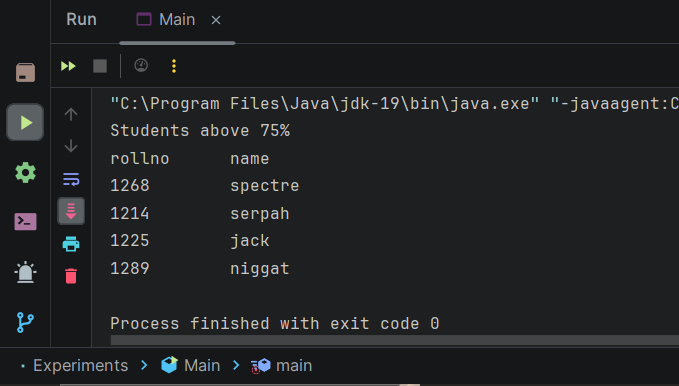 Run Main ×
"C:\Program Files\Java\jdk-19\bin\java.exe" "-javaagent:C
Students above 75%
rollno name
1268 spectre
1214 serpah
1225 jack
1289 niggat
Process finished with exit code 0
Experiments > Main > main